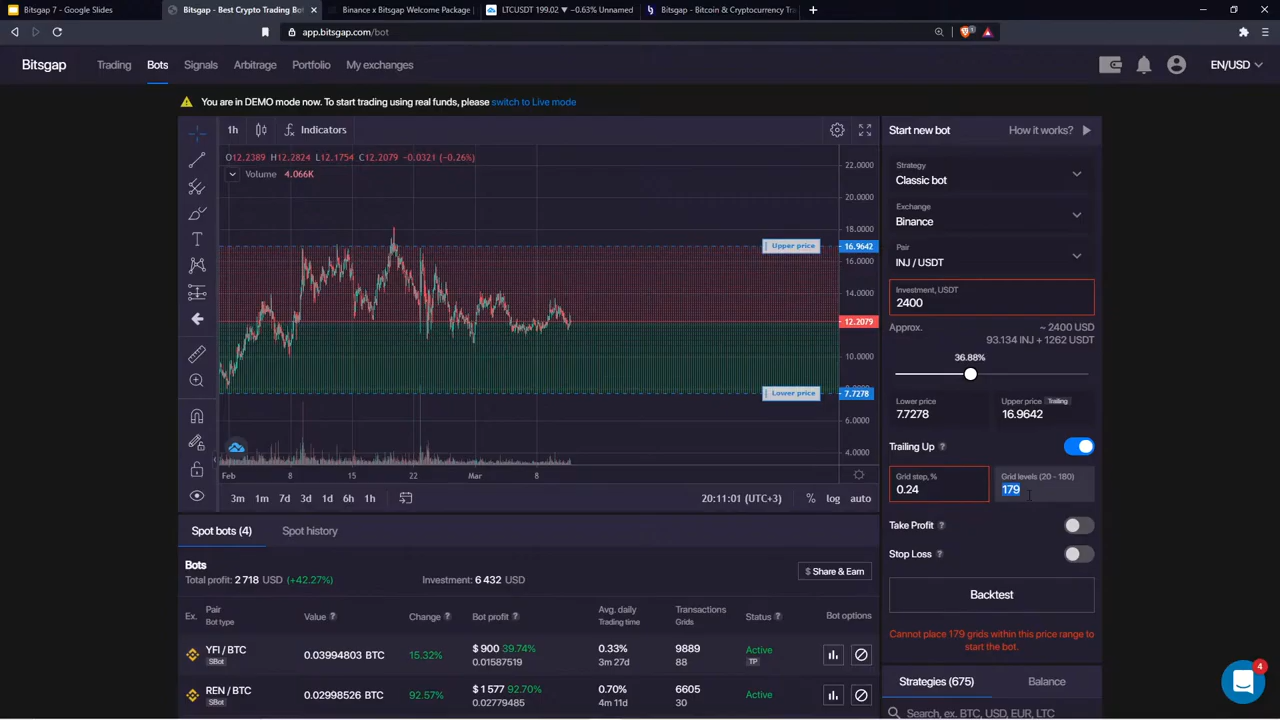 Bitsgap 7 - Google Slides
Bitsgap - Best Crypto Trading Bot
Binance x Bitsgap Welcome Package
LTCUSDT 199.02 ▼ −0.63% Unnamed
Bitsgap - Bitcoin & Cryptocurrency Tra
app.bitsgap.com/bot
Bitsgap
Trading
Bots
Signals
Arbitrage
Portfolio
My exchanges
EN/USD
You are in DEMO mode now. To start trading using real funds, please switch to Live mode
1h
Indicators
O12.2389 H12.2824 L12.1754 C12.2079 −0.0321 (−0.26%)
Volume 4.066K
22.0000
20.0000
18.0000
Upper price 16.9642
16.0000
14.0000
12.2079
10.0000
Lower price 7.7278
6.0000
4.0000
Feb 8 15 22 Mar 8
3m 1m 7d 3d 1d 6h 1h
20:11:01 (UTC+3)
% log auto
Start new bot
How it works?
Strategy
Classic bot
Exchange
Binance
Pair
INJ / USDT
Investment, USDT
2400
Approx.
~ 2400 USD
93.134 INJ + 1262 USDT
36.88%
Lower price
7.7278
Upper price Trailing
16.9642
Trailing Up ?
Grid step, %
0.24
Grid levels (20 - 180)
179
Take Profit ?
Stop Loss ?
Backtest
Cannot place 179 grids within this price range to
start the bot.
Strategies (675)
Balance
Search, ex. BTC, USD, EUR, LTC
Spot bots (4)
Spot history
Bots
Total profit: 2 718 USD (+42.27%)
Investment: 6 432 USD
$ Share & Earn
Ex.
Pair
Bot type
Value ?
Change ?
Bot profit ?
Avg. daily
Trading time
Transactions
Grids
Status ?
Bot options
YFI / BTC
SBot
0.03994803 BTC
15.32%
$ 900 39.74%
0.01587519
0.33%
3m 27d
9889
88
Active
TP
REN / BTC
SBot
0.02998526 BTC
92.57%
$ 1 577 92.70%
0.02779485
0.70%
4m 11d
6605
30
Active
4